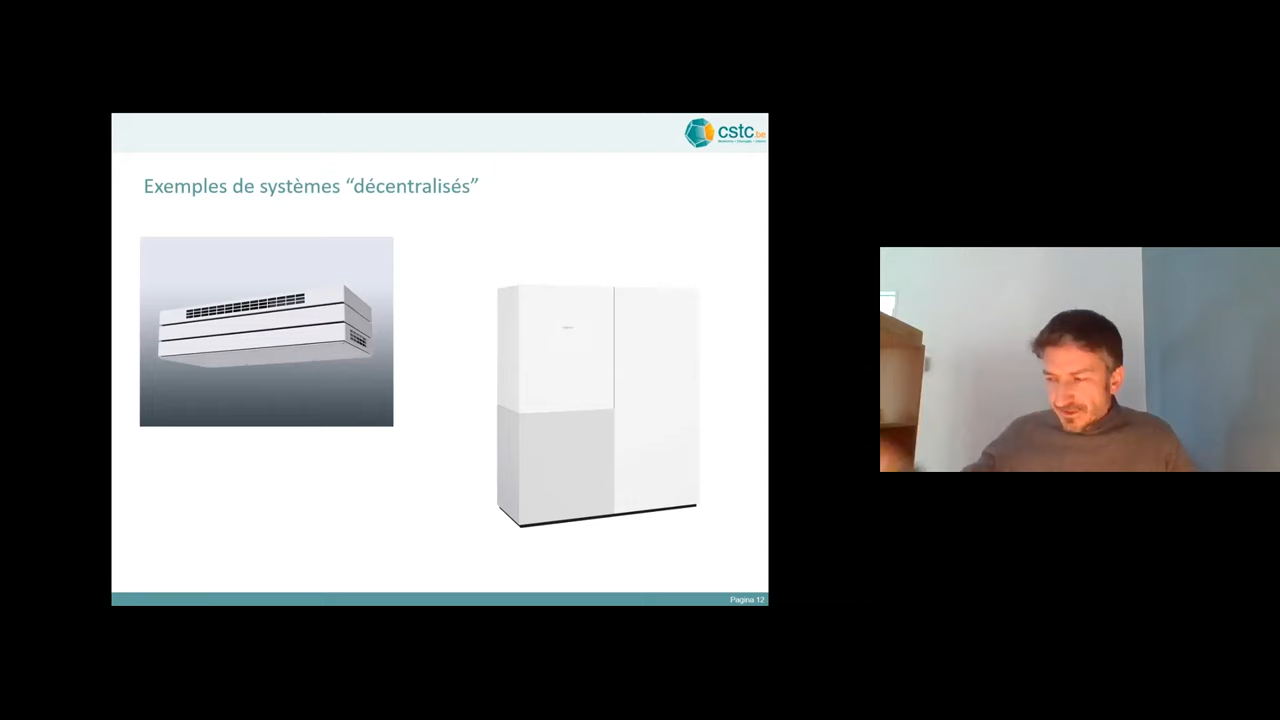 cstc.be
Exemples de systèmes “décentralisés”
Pagina 12